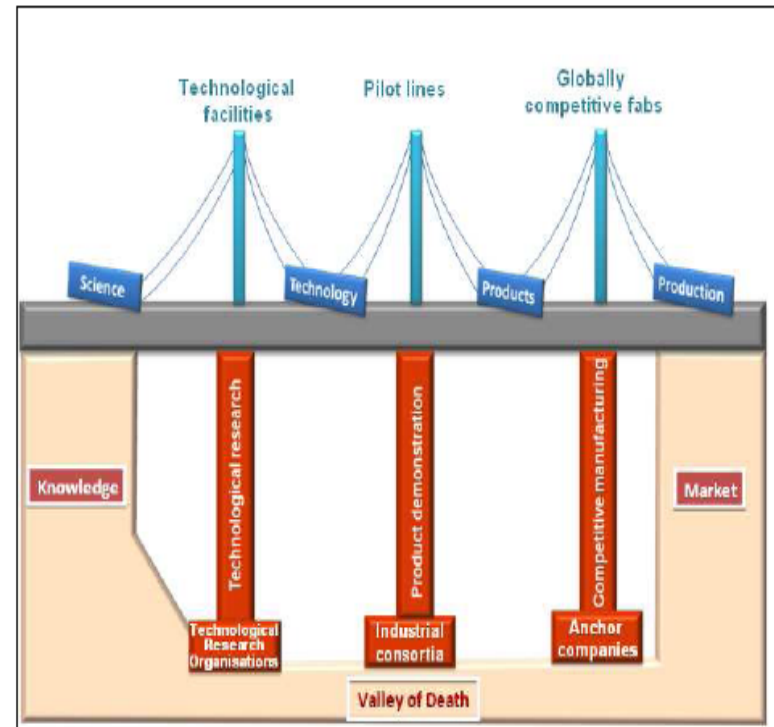 Technological
facilities
Pilot lines
Globally
competitive fabs
Science
Technology
Products
Production
Knowledge
Technological research
Product demonstration
Competitive manufacturing
Market
Technological
Research
Organisations
Industrial
consortia
Anchor
companies
Valley of Death